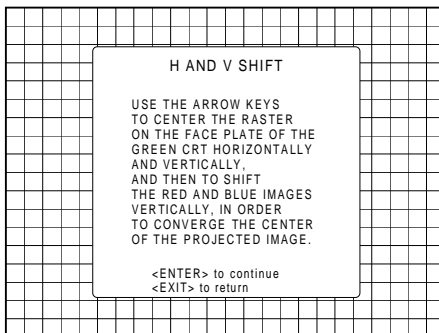 H AND V SHIFT
USE THE ARROW KEYS
TO CENTER THE RASTER
ON THE FACE PLATE OF THE
GREEN CRT HORIZONTALLY
AND VERTICALLY,
AND THEN TO SHIFT
THE RED AND BLUE IMAGES
VERTICALLY, IN ORDER
TO CONVERGE THE CENTER
OF THE PROJECTED IMAGE.
<ENTER> to continue
<EXIT> to return